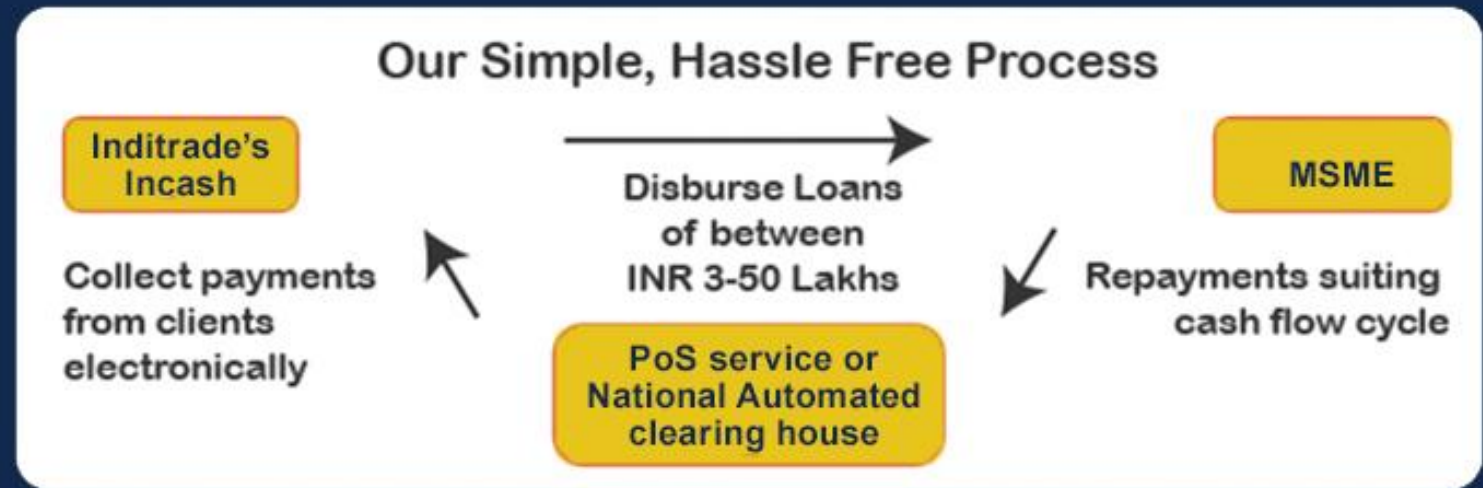 Our Simple, Hassle Free Process
Inditrade's
Incash
Disburse Loans
of between
INR 3-50 Lakhs
MSME
Collect payments
from clients
electronically
Repayments suiting
cash flow cycle
PoS service or
National Automated
clearing house